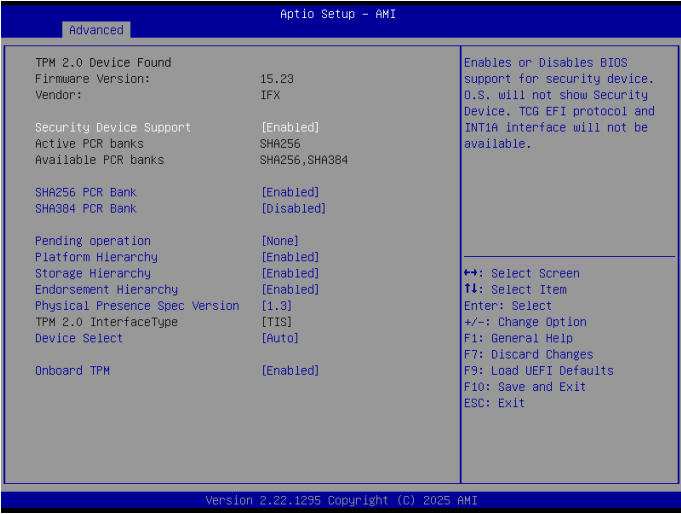 Aptio Setup - AMI
Advanced
TPM 2.0 Device Found
Firmware Version: 15.23
Vendor: IFX
Security Device Support [Enabled]
Active PCR banks SHA256
Available PCR banks SHA256,SHA384
SHA256 PCR Bank [Enabled]
SHA384 PCR Bank [Disabled]
Pending operation [None]
Platform Hierarchy [Enabled]
Storage Hierarchy [Enabled]
Endorsement Hierarchy [Enabled]
Physical Presence Spec Version [1.3]
TPM 2.0 InterfaceType [TIS]
Device Select [Auto]
Onboard TPM [Enabled]
Enables or Disables BIOS
support for security device.
O.S. will not show Security
Device. TCG EFI protocol and
INT1A interface will not be
available.
↔: Select Screen
↑↓: Select Item
Enter: Select
+/-: Change Option
F1: General Help
F7: Discard Changes
F9: Load UEFI Defaults
F10: Save and Exit
ESC: Exit
Version 2.22.1295 Copyright (C) 2025 AMI